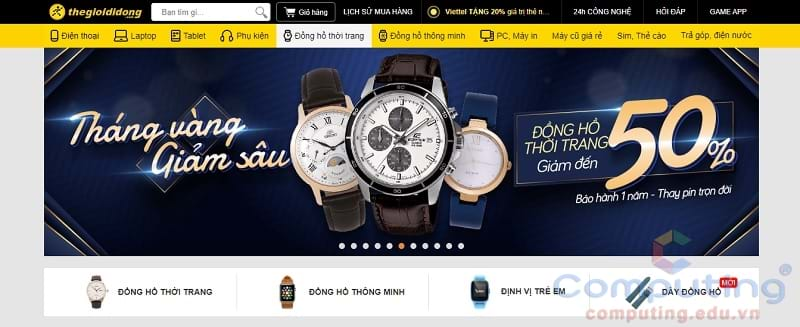 thegioididong
Bạn tìm gì...
Giỏ hàng
LỊCH SỬ MUA HÀNG
Viettel TẶNG 20% giá trị thẻ n...
24h CÔNG NGHỆ
HỎI ĐÁP
GAME APP
Điện thoại
Laptop
Tablet
Phụ kiện
Đồng hồ thời trang
Đồng hồ thông minh
PC, Máy in
Máy cũ giá rẻ
Sim, Thẻ cào
Trả góp, điện nước
Tháng vàng
Giảm sâu
ĐỒNG HỒ
THỜI TRANG
Giảm đến
50%
Bảo hành 1 năm - Thay pin trọn đời
ĐỒNG HỒ THỜI TRANG
ĐỒNG HỒ THÔNG MINH
ĐỊNH VỊ TRẺ EM
DÂY ĐỒNG HỒ
MỚI
Computing
computing.edu.vn